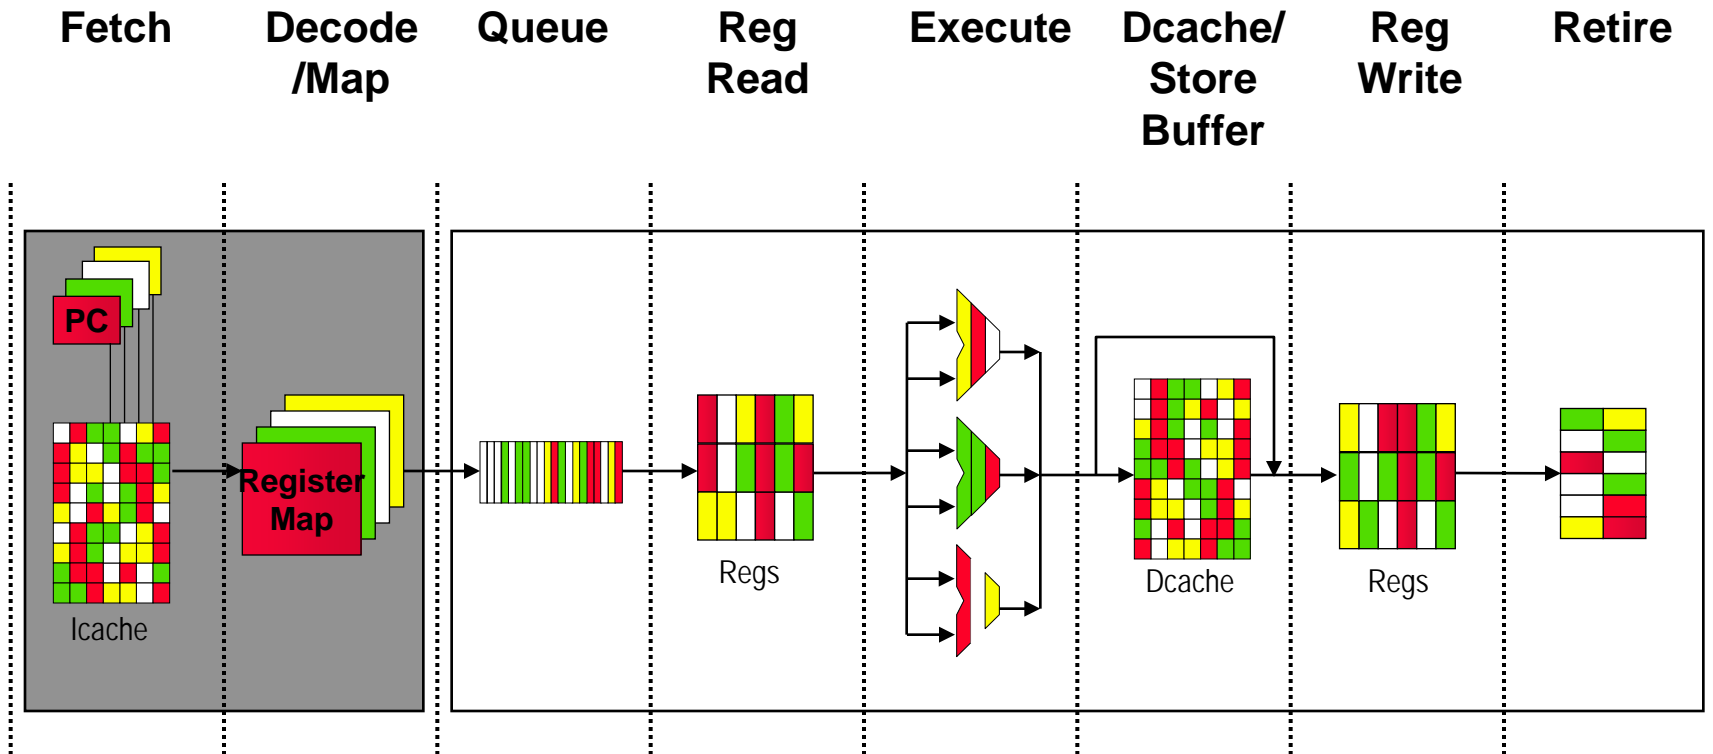 Fetch
Decode
/Map
Queue
Reg
Read
Execute
Dcache/
Store
Buffer
Reg
Write
Retire
PC
Register
Map
Icache
Regs
Dcache
Regs